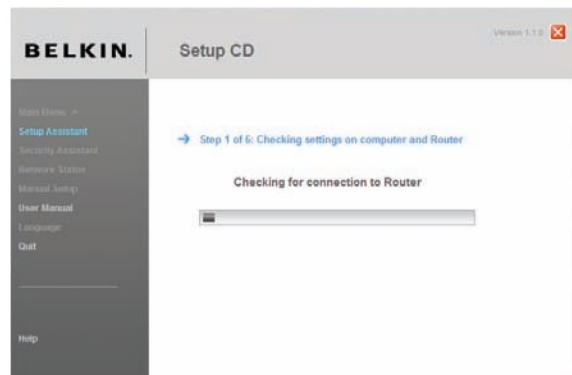 BELKIN.
Setup CD
Version 1.1.0
Main Menu >
Setup Assistant
Security Assistant
Network Status
Manual Setup
User Manual
Language
Quit
Help
Step 1 of 6: Checking settings on computer and Router
Checking for connection to Router